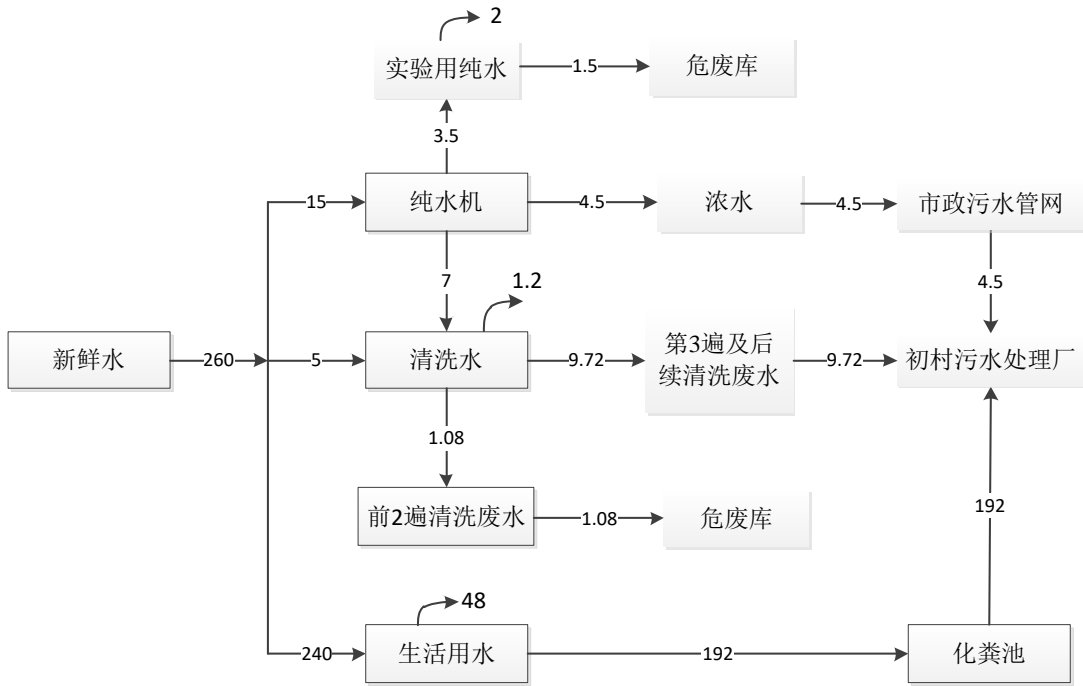 2
实验用纯水
1.5
危废库
3.5
15
纯水机
4.5
浓水
4.5
市政污水管网
7
1.2
4.5
新鲜水
260
5
清洗水
9.72
第3遍及后
续清洗废水
9.72
初村污水处理厂
1.08
前2遍清洗废水
1.08
危废库
192
48
240
生活用水
192
化粪池